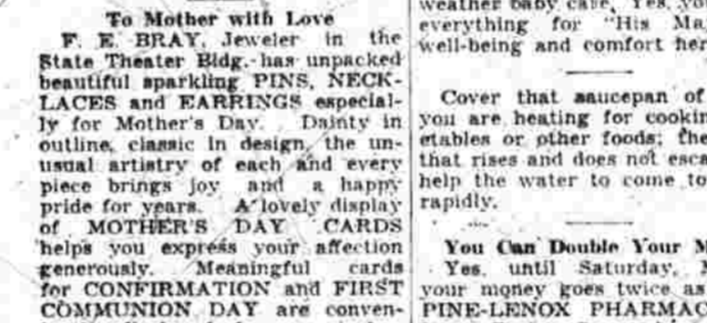 To Mother with Love
F. E. BRAY, Jeweler in the
State Theater Bldg. has unpacked
beautiful sparkling PINS, NECK-
LACES and EARRINGS especial-
ly for Mother's Day. Dainty in
outline, classic in design, the un-
usual artistry of each and every
piece brings joy and a happy
pride for years. A lovely display
of MOTHER'S DAY CARDS
helps you express your affection
generously. Meaningful cards
for CONFIRMATION and FIRST
COMMUNION DAY are conven-
weather baby care, Yes, you
everything for "His Ma
well-being and comfort her
Cover that saucepan of
you are heating for cookin
etables or other foods; the
that rises and does not esca
help the water to come to
rapidly.
You Can Double Your M
Yes, until Saturday, M
your money goes twice as
PINE-LENOX PHARMAC